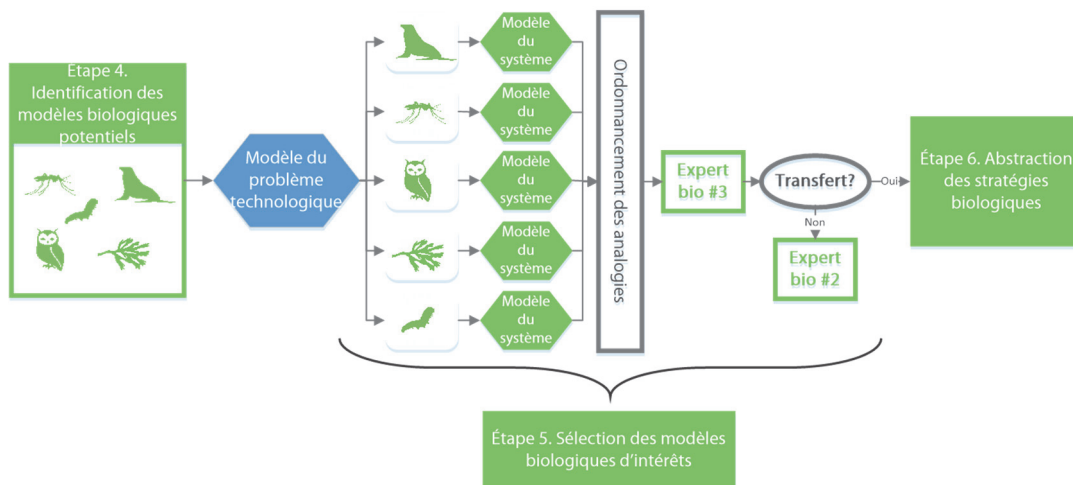 Étape 4.
Identification des
modèles biologiques
potentiels
Modèle du
problème
technologique
Modèle
du
système
Modèle
du
système
Modèle
du
système
Modèle
du
système
Modèle
du
système
Ordonnancement des analogies
Expert
bio #3
Transfert?
Oui
Non
Expert
bio #2
Étape 6. Abstraction
des stratégies
biologiques
Étape 5. Sélection des modèles
biologiques d'intérêts